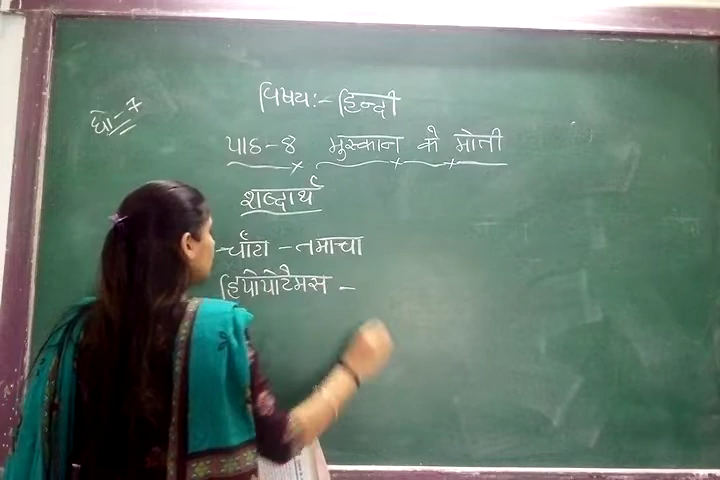 धो-7
विषय:- हिन्दी
पाठ-8 मुस्कान के मोती
शब्दार्थ
चाँटा - तमाचा
हिपोपोटैमस -